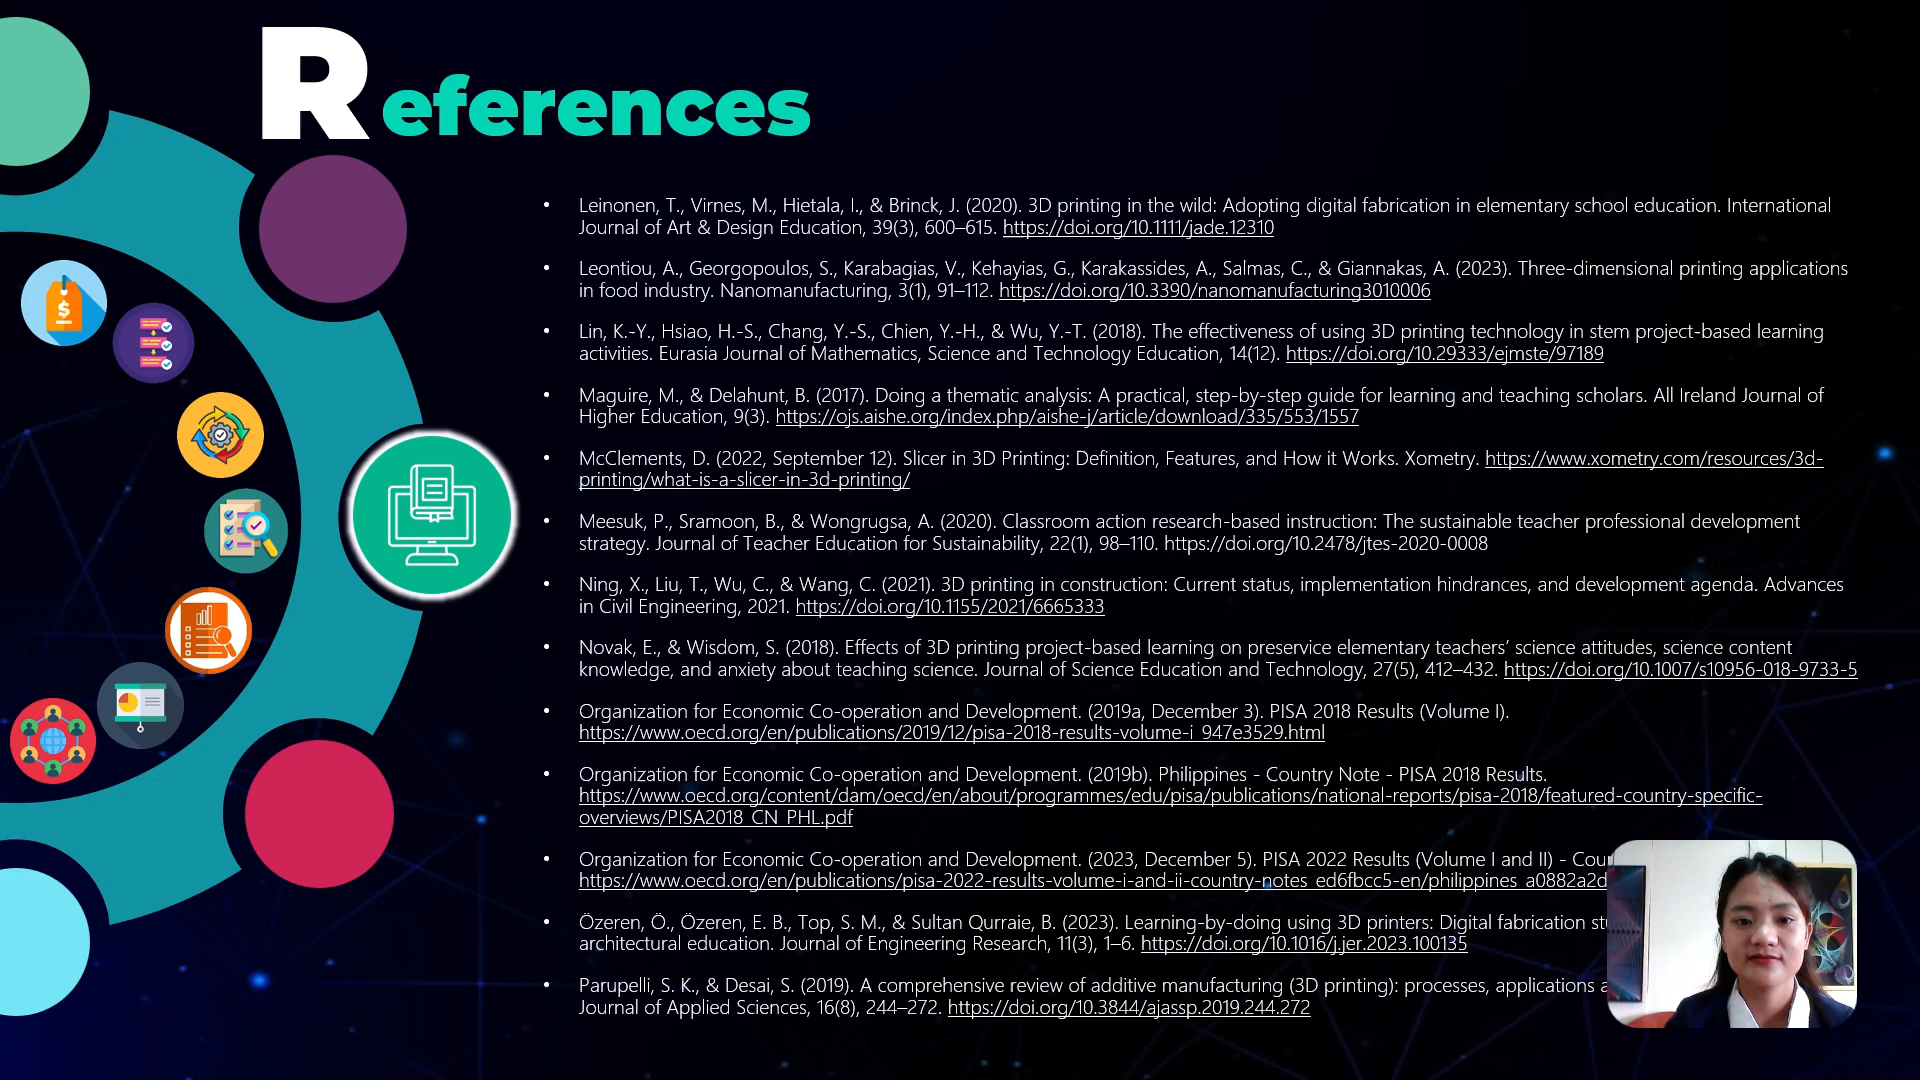 References
• Leinonen, T., Virnes, M., Hietala, I., & Brinck, J. (2020). 3D printing in the wild: Adopting digital fabrication in elementary school education. International
Journal of Art & Design Education, 39(3), 600–615. https://doi.org/10.1111/jade.12310
• Leontiou, A., Georgopoulos, S., Karabagias, V., Kehayias, G., Karakassides, A., Salmas, C., & Giannakas, A. (2023). Three-dimensional printing applications
in food industry. Nanomanufacturing, 3(1), 91–112. https://doi.org/10.3390/nanomanufacturing3010006
• Lin, K.-Y., Hsiao, H.-S., Chang, Y.-S., Chien, Y.-H., & Wu, Y.-T. (2018). The effectiveness of using 3D printing technology in stem project-based learning
activities. Eurasia Journal of Mathematics, Science and Technology Education, 14(12). https://doi.org/10.29333/ejmste/97189
• Maguire, M., & Delahunt, B. (2017). Doing a thematic analysis: A practical, step-by-step guide for learning and teaching scholars. All Ireland Journal of
Higher Education, 9(3). https://ojs.aishe.org/index.php/aishe-j/article/download/335/553/1557
• McClements, D. (2022, September 12). Slicer in 3D Printing: Definition, Features, and How it Works. Xometry. https://www.xometry.com/resources/3d-
printing/what-is-a-slicer-in-3d-printing/
• Meesuk, P., Sramoon, B., & Wongrugsa, A. (2020). Classroom action research-based instruction: The sustainable teacher professional development
strategy. Journal of Teacher Education for Sustainability, 22(1), 98–110. https://doi.org/10.2478/jtes-2020-0008
• Ning, X., Liu, T., Wu, C., & Wang, C. (2021). 3D printing in construction: Current status, implementation hindrances, and development agenda. Advances
in Civil Engineering, 2021. https://doi.org/10.1155/2021/6665333
• Novak, E., & Wisdom, S. (2018). Effects of 3D printing project-based learning on preservice elementary teachers’ science attitudes, science content
knowledge, and anxiety about teaching science. Journal of Science Education and Technology, 27(5), 412–432. https://doi.org/10.1007/s10956-018-9733-5
• Organization for Economic Co-operation and Development. (2019a, December 3). PISA 2018 Results (Volume I).
https://www.oecd.org/en/publications/2019/12/pisa-2018-results-volume-i_947e3529.html
• Organization for Economic Co-operation and Development. (2019b). Philippines - Country Note - PISA 2018 Results.
https://www.oecd.org/content/dam/oecd/en/about/programmes/edu/pisa/publications/national-reports/pisa-2018/featured-country-specific-
overviews/PISA2018_CN_PHL.pdf
• Organization for Economic Co-operation and Development. (2023, December 5). PISA 2022 Results (Volume I and II) -
https://www.oecd.org/en/publications/pisa-2022-results-volume-i-and-ii-country-notes_ed6fbcc5-en/philippines_a0882a2d
• Özeren, Ö., Özeren, E. B., Top, S. M., & Sultan Qurraie, B. (2023). Learning-by-doing using 3D printers: Digital fabrication
architectural education. Journal of Engineering Research, 11(3), 1–6. https://doi.org/10.1016/j.jer.2023.100135
• Parupelli, S. K., & Desai, S. (2019). A comprehensive review of additive manufacturing (3D printing): processes, applications
Journal of Applied Sciences, 16(8), 244–272. https://doi.org/10.3844/ajassp.2019.244.272